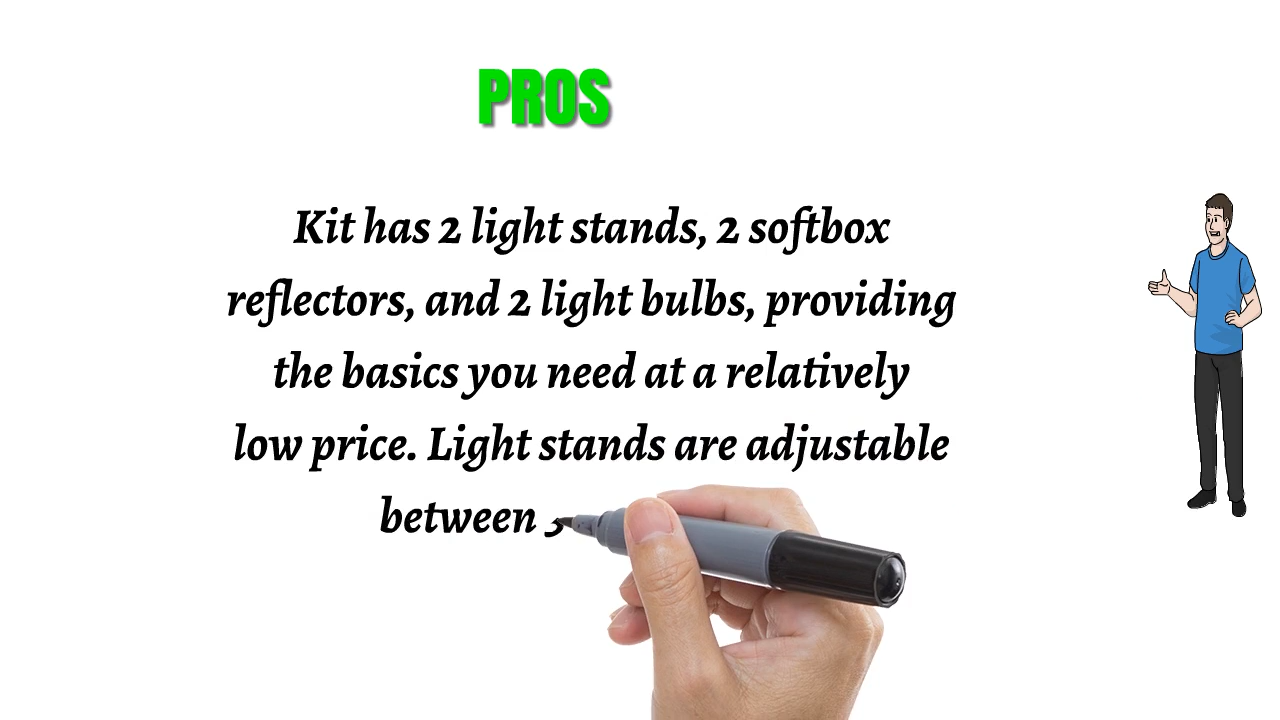 PROS
Kit has 2 light stands, 2 softbox
reflectors, and 2 light bulbs, providing
the basics you need at a relatively
low price. Light stands are adjustable
between